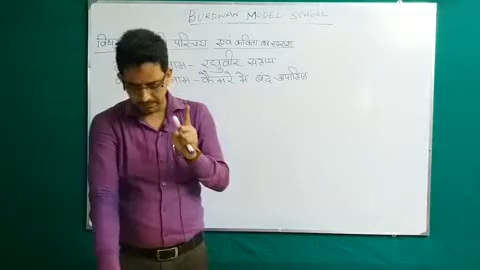 BURDWAN MODEL SCHOOL
परिचय एवं कविता का सारांश
नाम - रघुवीर सहाय
नाम - कैमरे में बंद अपाहिज